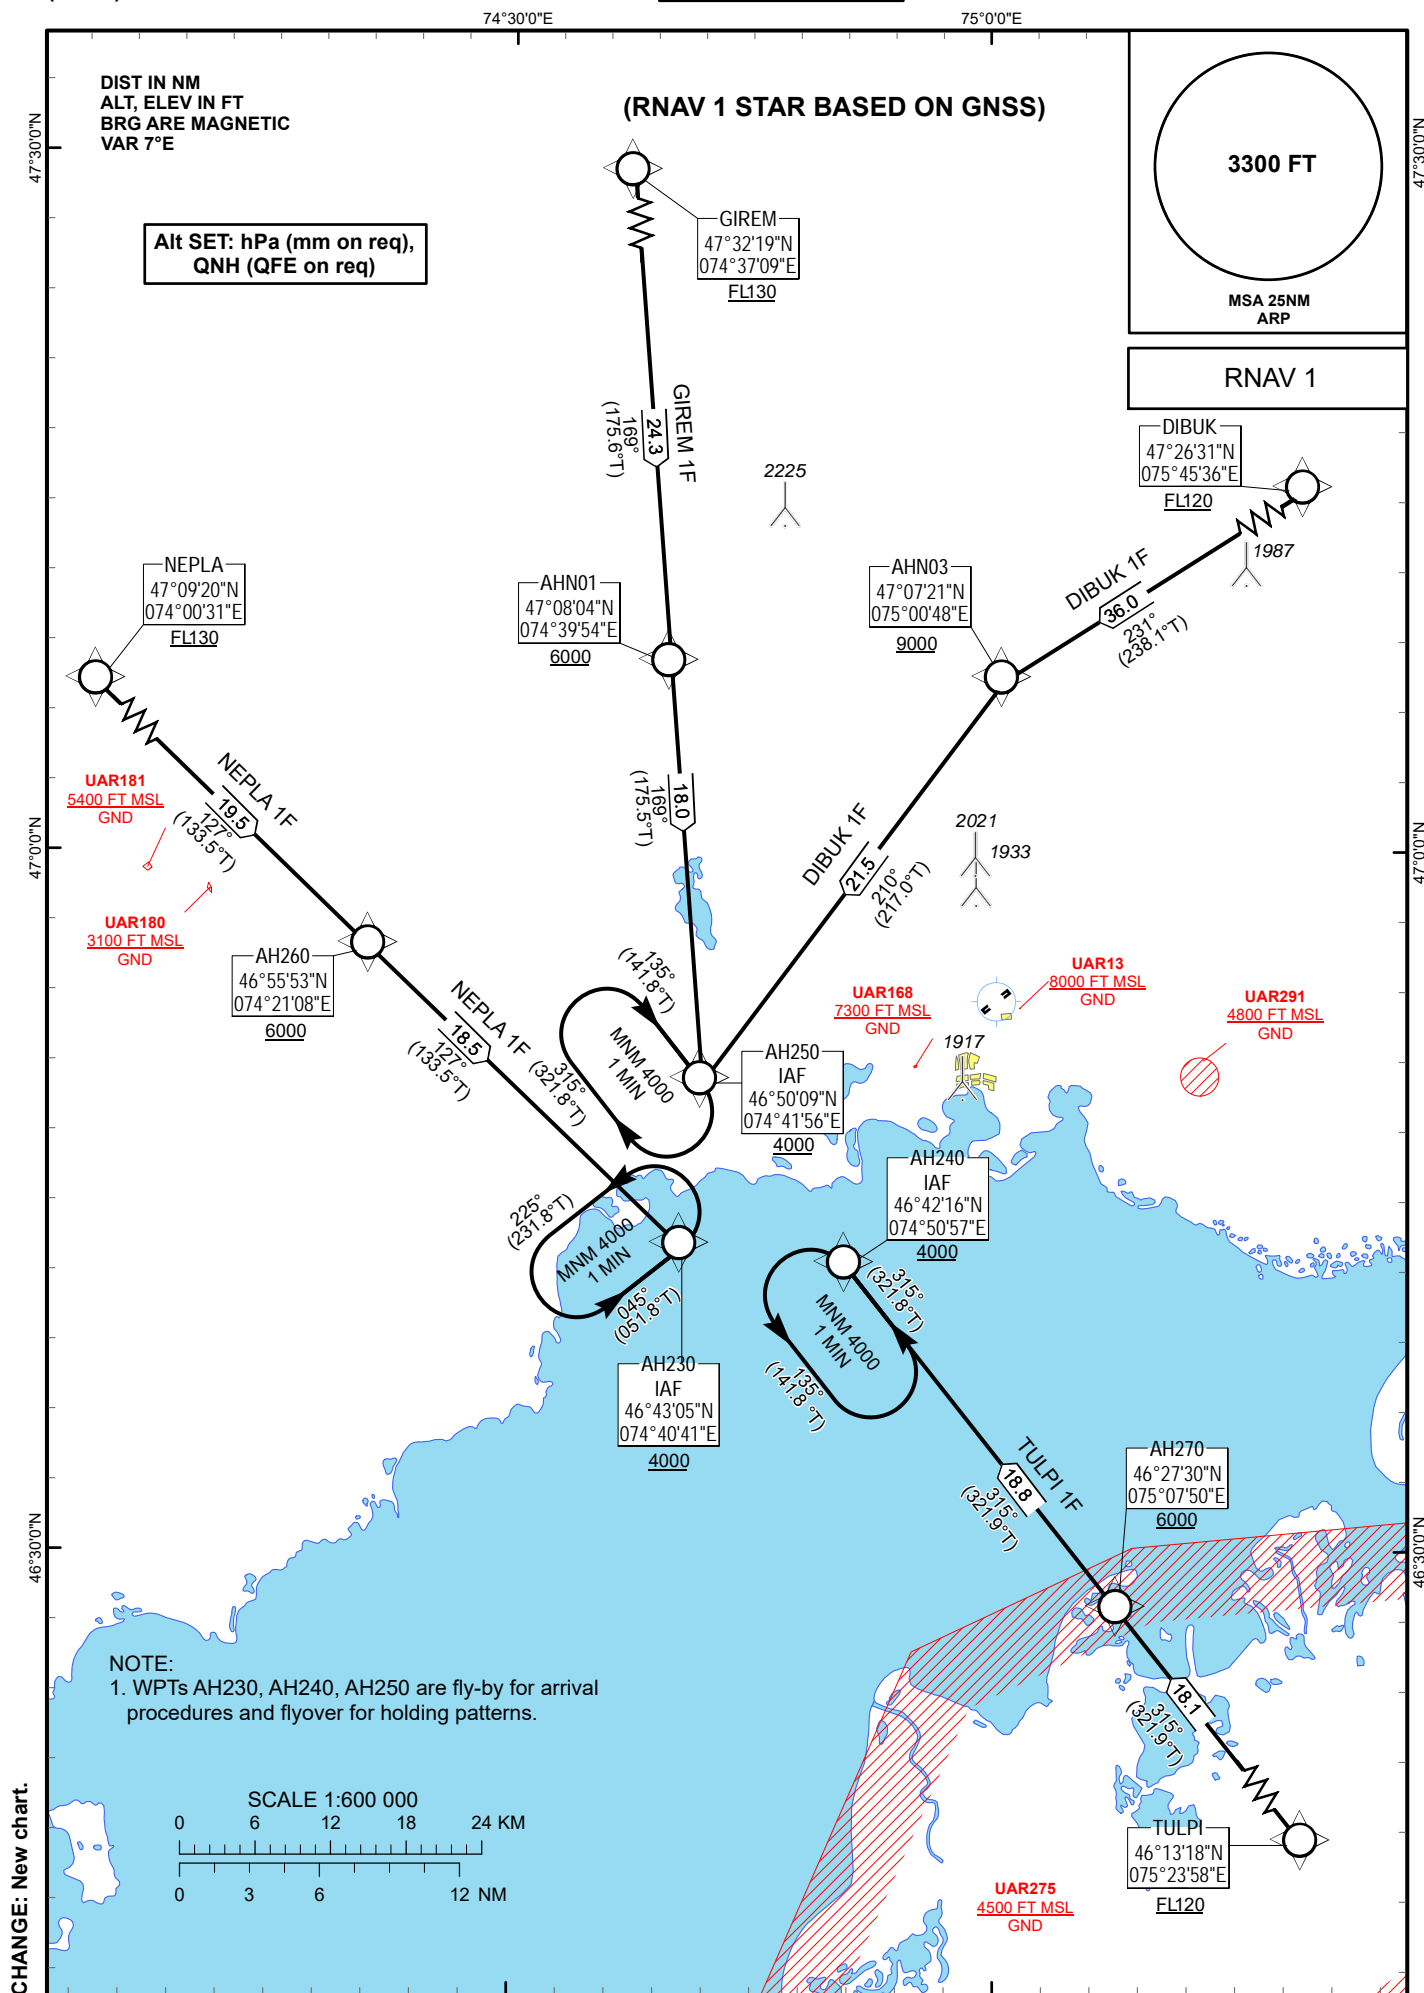 74°30'0"E
75°0'0"E
DIST IN NM
ALT, ELEV IN FT
BRG ARE MAGNETIC
VAR 7°E
(RNAV 1 STAR BASED ON GNSS)
47°30'0"N
47°30'0"N
3300 FT
MSA 25NM
ARP
RNAV 1
Alt SET: hPa (mm on req),
QNH (QFE on req)
GIREM
47°32'19"N
074°37'09"E
FL130
GIREM 1F
24.3
169°
(175.6°T)
2225
DIBUK
47°26'31"N
075°45'36"E
FL120
1987
DIBUK 1F
36.0
231°
(238.1°T)
NEPLA
47°09'20"N
074°00'31"E
FL130
AHN01
47°08'04"N
074°39'54"E
6000
AHN03
47°07'21"N
075°00'48"E
9000
NEPLA 1F
19.5
127°
(133.5°T)
UAR181
5400 FT MSL
GND
UAR180
3100 FT MSL
GND
18.0
169°
(175.5°T)
DIBUK 1F
21.5
210°
(217.0°T)
2021
1933
47°0'0"N
47°0'0"N
AH260
46°55'53"N
074°21'08"E
6000
NEPLA 1F
18.5
127°
(133.5°T)
135°
(141.8°T)
MNM 4000
1 MIN
315°
(321.8°T)
UAR168
7300 FT MSL
GND
UAR13
8000 FT MSL
GND
UAR291
4800 FT MSL
GND
1917
AH250
IAF
46°50'09"N
074°41'56"E
4000
AH240
IAF
46°42'16"N
074°50'57"E
4000
225°
(231.8°T)
MNM 4000
1 MIN
045°
(051.8°T)
315°
(321.8°T)
MNM 4000
1 MIN
135°
(141.8 °T)
AH230
IAF
46°43'05"N
074°40'41"E
4000
TULPI 1F
18.8
315°
(321.9°T)
AH270
46°27'30"N
075°07'50"E
6000
46°30'0"N
46°30'0"N
NOTE:
1. WPTs AH230, AH240, AH250 are fly-by for arrival
procedures and flyover for holding patterns.
18.1
315°
(321.9°T)
SCALE 1:600 000
0 6 12 18 24 KM
0 3 6 12 NM
TULPI
46°13'18"N
075°23'58"E
FL120
UAR275
4500 FT MSL
GND
CHANGE: New chart.